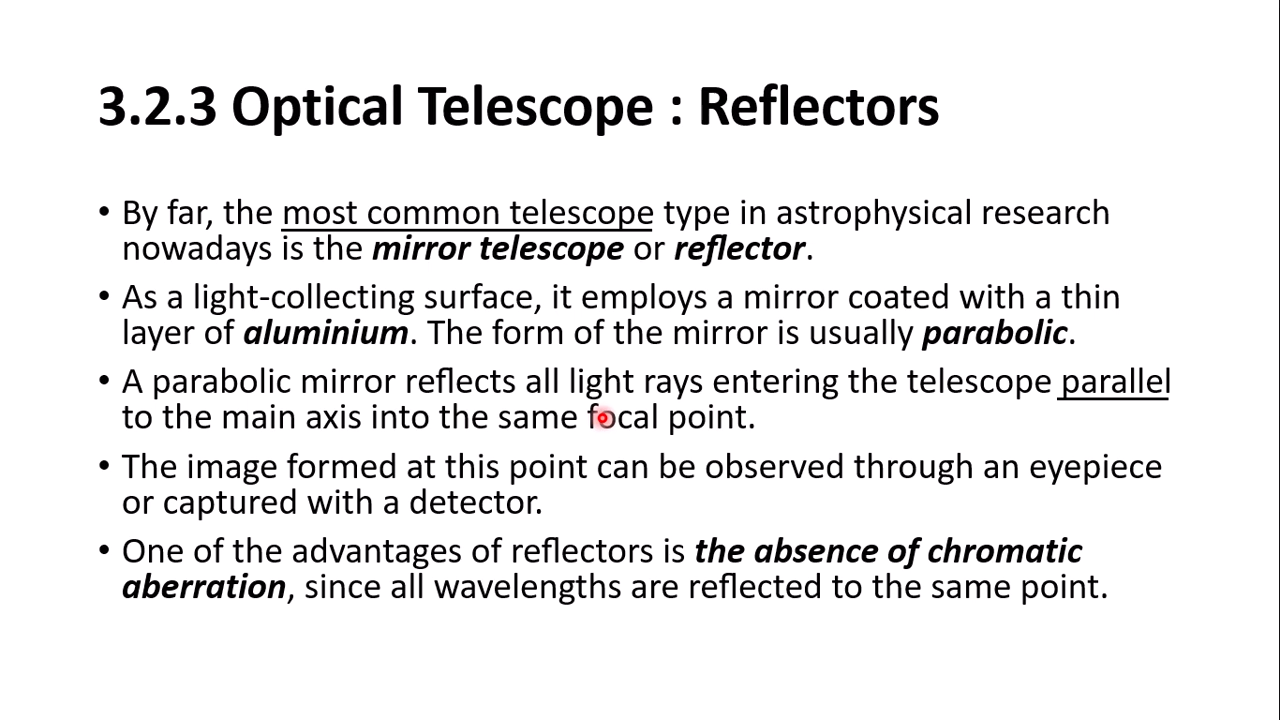 3.2.3 Optical Telescope : Reflectors
• By far, the most common telescope type in astrophysical research
nowadays is the mirror telescope or reflector.
• As a light-collecting surface, it employs a mirror coated with a thin
layer of aluminium. The form of the mirror is usually parabolic.
• A parabolic mirror reflects all light rays entering the telescope parallel
to the main axis into the same focal point.
• The image formed at this point can be observed through an eyepiece
or captured with a detector.
• One of the advantages of reflectors is the absence of chromatic
aberration, since all wavelengths are reflected to the same point.